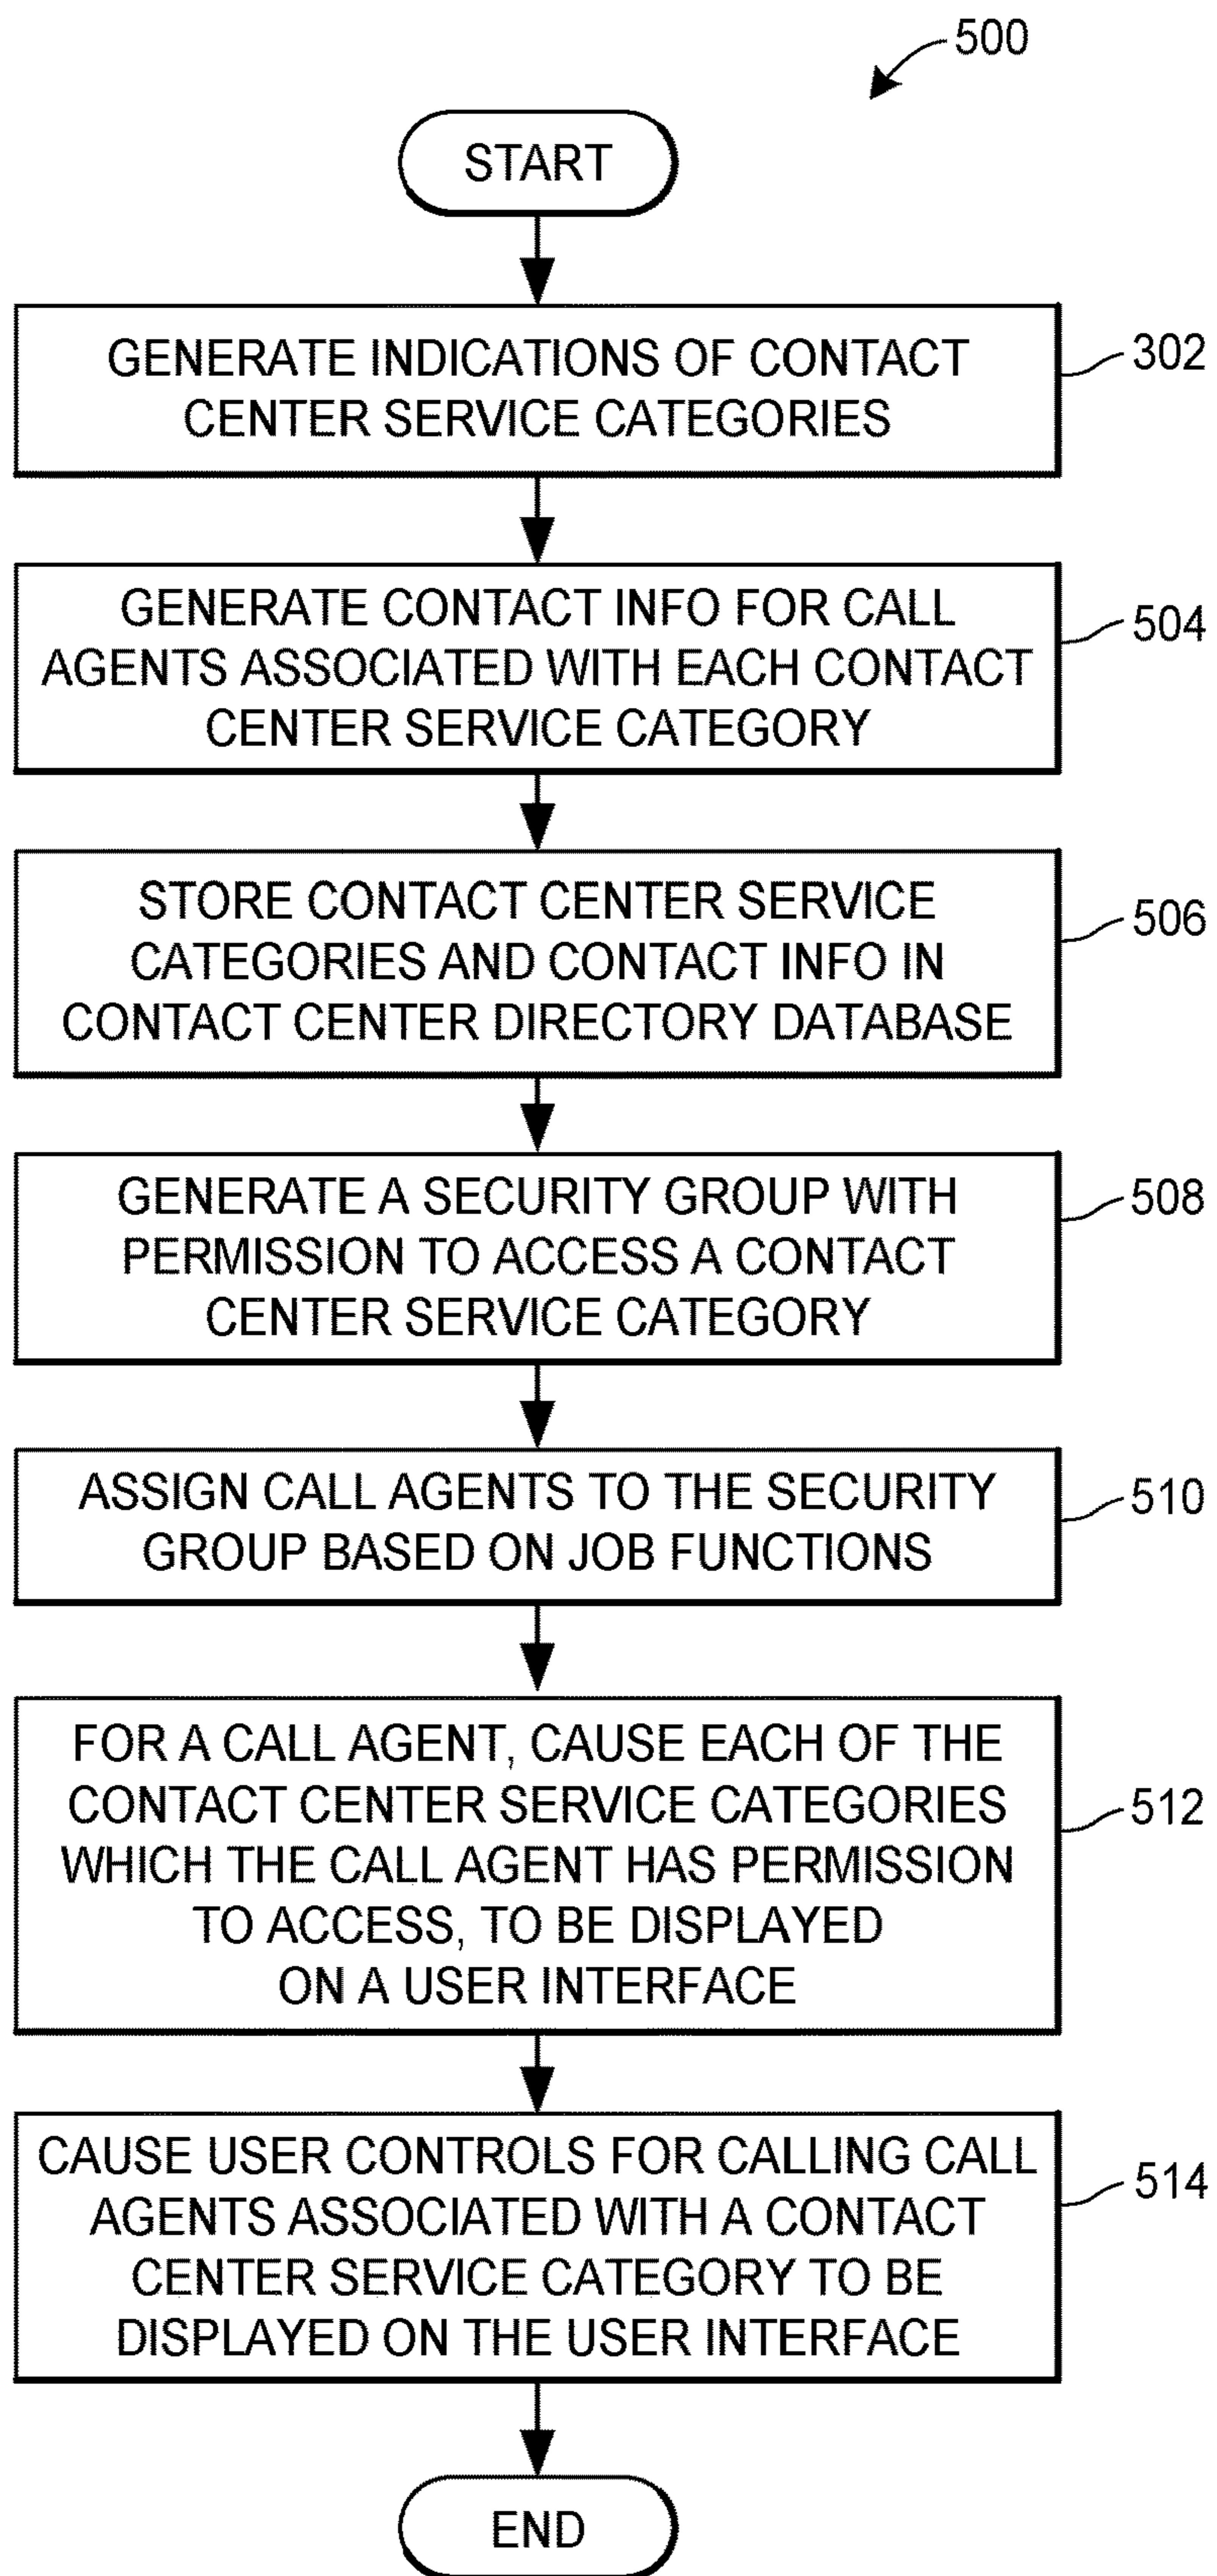 500
START
GENERATE INDICATIONS OF CONTACT
CENTER SERVICE CATEGORIES
302
GENERATE CONTACT INFO FOR CALL
AGENTS ASSOCIATED WITH EACH CONTACT
CENTER SERVICE CATEGORY
504
STORE CONTACT CENTER SERVICE
CATEGORIES AND CONTACT INFO IN
CONTACT CENTER DIRECTORY DATABASE
506
GENERATE A SECURITY GROUP WITH
PERMISSION TO ACCESS A CONTACT
CENTER SERVICE CATEGORY
508
ASSIGN CALL AGENTS TO THE SECURITY
GROUP BASED ON JOB FUNCTIONS
510
FOR A CALL AGENT, CAUSE EACH OF THE
CONTACT CENTER SERVICE CATEGORIES
WHICH THE CALL AGENT HAS PERMISSION
TO ACCESS, TO BE DISPLAYED
ON A USER INTERFACE
512
CAUSE USER CONTROLS FOR CALLING CALL
AGENTS ASSOCIATED WITH A CONTACT
CENTER SERVICE CATEGORY TO BE
DISPLAYED ON THE USER INTERFACE
514
END